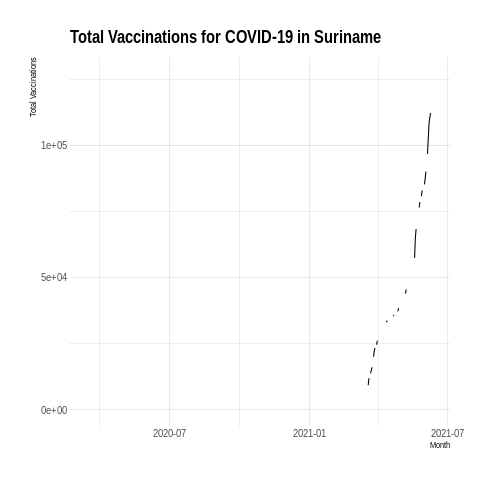 Total Vaccinations for COVID-19 in Suriname
Total Vaccinations
1e+05
5e+04
0e+00
2020-07
2021-01
2021-07
Month